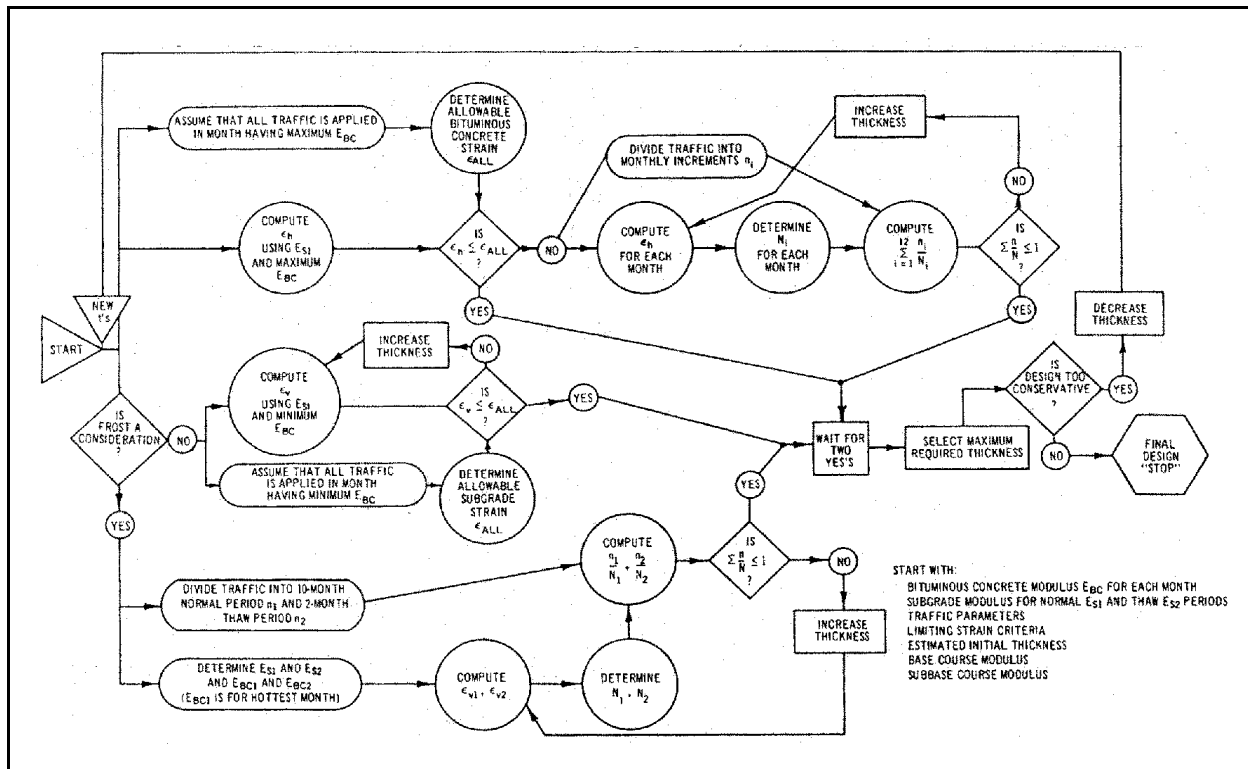 ASSUME THAT ALL TRAFFIC IS APPLIED
IN MONTH HAVING MAXIMUM E_BC
DETERMINE
ALLOWABLE
BITUMINOUS
CONCRETE
STRAIN
ϵ_ALL
COMPUTE
ϵ_h
USING E_S1
AND MAXIMUM
E_BC
IS
ϵ_h ≤ ϵ_ALL
?
NO
YES
DIVIDE TRAFFIC INTO
MONTHLY INCREMENTS n_i
COMPUTE
ϵ_h
FOR EACH
MONTH
DETERMINE
N_i
FOR EACH
MONTH
COMPUTE
12
Σ n_i/N_i
i = 1
INCREASE
THICKNESS
NO
IS
Σ n/N ≤ 1
?
YES
NEW
t's
START
IS
FROST A
CONSIDERATION
?
NO
YES
COMPUTE
ϵ_v
USING E_S1
AND MINIMUM
E_BC
INCREASE
THICKNESS
NO
IS
ϵ_v ≤ ϵ_ALL
?
YES
ASSUME THAT ALL TRAFFIC
IS APPLIED IN MONTH
HAVING MINIMUM E_BC
DETERMINE
ALLOWABLE
SUBGRADE
STRAIN
ϵ_ALL
WAIT FOR
TWO
YES'S
SELECT MAXIMUM
REQUIRED THICKNESS
IS
DESIGN TOO
CONSERVATIVE
?
YES
DECREASE
THICKNESS
NO
FINAL
DESIGN
"STOP"
DIVIDE TRAFFIC INTO 10-MONTH
NORMAL PERIOD n_1 AND 2-MONTH
THAW PERIOD n_2
DETERMINE E_S1 AND E_S2
AND E_BC1 AND E_BC2
(E_BC1 IS FOR HOTTEST MONTH)
COMPUTE
ϵ_v1, ϵ_v2
DETERMINE
N_1, N_2
COMPUTE
n_1/N_1 + n_2/N_2
IS
Σ n/N ≤ 1
?
YES
NO
INCREASE
THICKNESS
START WITH:
BITUMINOUS CONCRETE MODULUS E_BC FOR EACH MONTH
SUBGRADE MODULUS FOR NORMAL E_S1 AND THAW E_S2 PERIODS
TRAFFIC PARAMETERS
LIMITING STRAIN CRITERIA
ESTIMATED INITIAL THICKNESS
BASE COURSE MODULUS
SUBBASE COURSE MODULUS